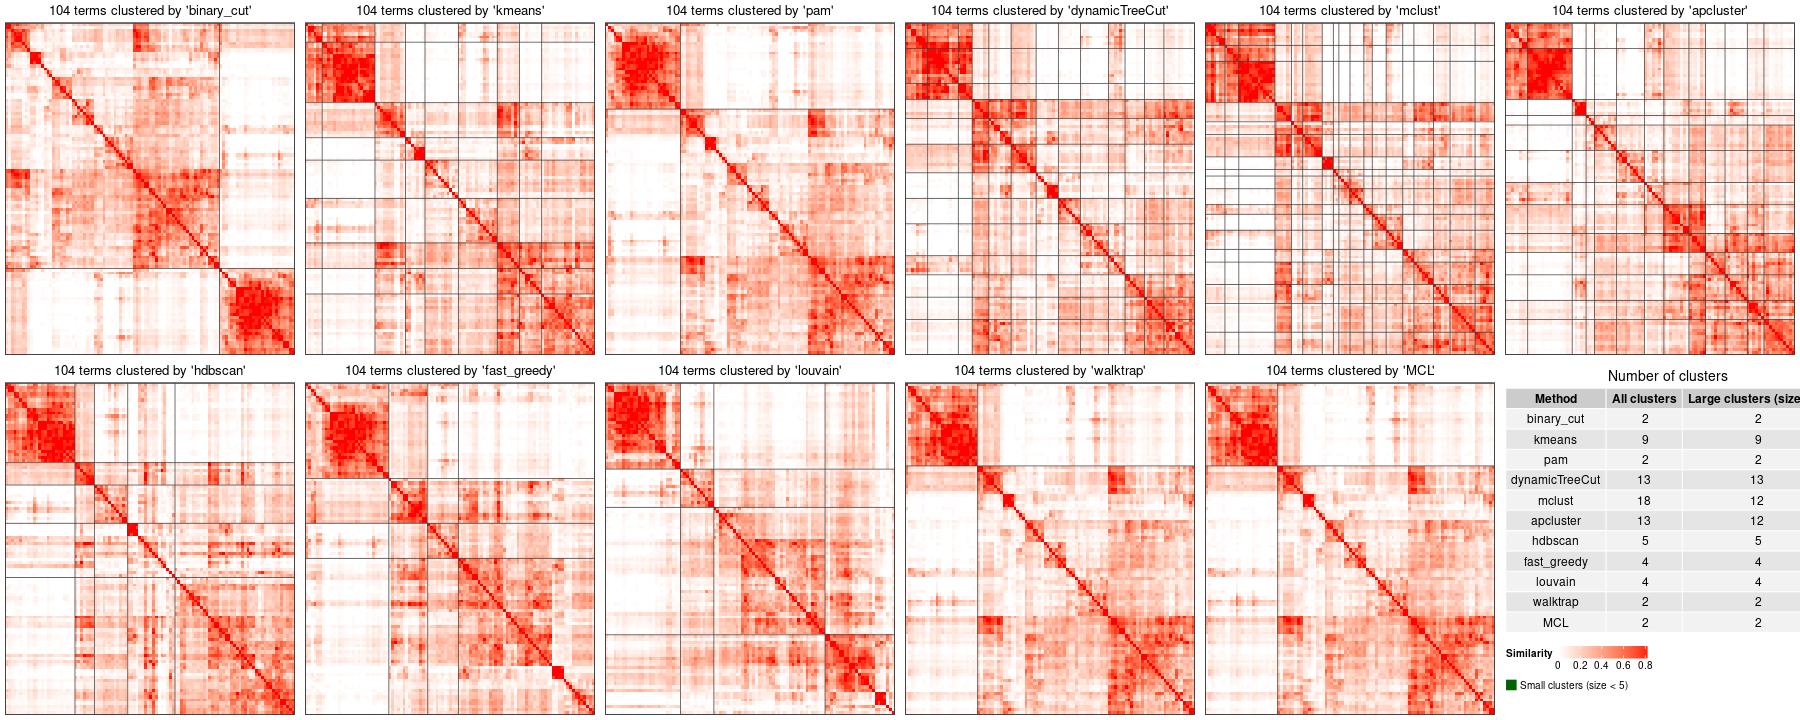 104 terms clustered by 'binary_cut'
104 terms clustered by 'kmeans'
104 terms clustered by 'pam'
104 terms clustered by 'dynamicTreeCut'
104 terms clustered by 'mclust'
104 terms clustered by 'apcluster'
104 terms clustered by 'hdbscan'
104 terms clustered by 'fast_greedy'
104 terms clustered by 'louvain'
104 terms clustered by 'walktrap'
104 terms clustered by 'MCL'
Number of clusters
Method All clusters Large clusters (size
binary_cut 2 2
kmeans 9 9
pam 2 2
dynamicTreeCut 13 13
mclust 18 12
apcluster 13 12
hdbscan 5 5
fast_greedy 4 4
louvain 4 4
walktrap 2 2
MCL 2 2
Similarity
0 0.2 0.4 0.6 0.8
Small clusters (size < 5)